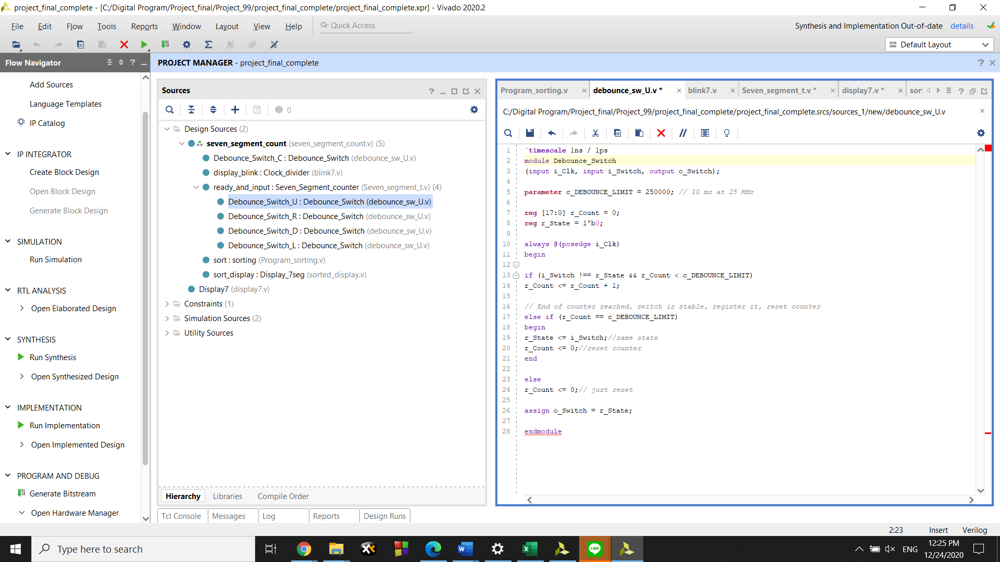 project_final_complete - [C:/Digital Program/Project_final/Project_99/project_final_complete/project_final_complete.xpr] - Vivado 2020.2
File Edit Flow Tools Reports Window Layout View Help Quick Access
Synthesis and Implementation Out-of-date details
Default Layout
Flow Navigator
PROJECT MANAGER - project_final_complete
Add Sources
Language Templates
IP Catalog
IP INTEGRATOR
Create Block Design
Open Block Design
Generate Block Design
SIMULATION
Run Simulation
RTL ANALYSIS
Open Elaborated Design
SYNTHESIS
Run Synthesis
Open Synthesized Design
IMPLEMENTATION
Run Implementation
Open Implemented Design
PROGRAM AND DEBUG
Generate Bitstream
Open Hardware Manager
Sources
0
Design Sources (2)
seven_segment_count (seven_segment_count.v) (5)
Debounce_Switch_C : Debounce_Switch (debounce_sw_U.v)
display_blink : Clock_divider (blink7.v)
ready_and_input : Seven_Segment_counter (Seven_segment_t.v) (4)
Debounce_Switch_U : Debounce_Switch (debounce_sw_U.v)
Debounce_Switch_R : Debounce_Switch (debounce_sw_U.v)
Debounce_Switch_D : Debounce_Switch (debounce_sw_U.v)
Debounce_Switch_L : Debounce_Switch (debounce_sw_U.v)
sort : sorting (Program_sorting.v)
sort_display : Display_7seg (sorted_display.v)
Display7 (display7.v)
Constraints (1)
Simulation Sources (2)
Utility Sources
Hierarchy Libraries Compile Order
Tcl Console Messages Log Reports Design Runs
Program_sorting.v debounce_sw_U.v * blink7.v Seven_segment_t.v * display7.v * sor
C:/Digital Program/Project_final/Project_99/project_final_complete/project_final_complete.srcs/sources_1/new/debounce_sw_U.v
1 `timescale 1ns / 1ps
2 module Debounce_Switch
3 (input i_Clk, input i_Switch, output o_Switch);
4
5 parameter c_DEBOUNCE_LIMIT = 250000; // 10 ms at 25 MHz
6
7 reg [17:0] r_Count = 0;
8 reg r_State = 1'b0;
9
10 always @(posedge i_Clk)
11 begin
12
13 if (i_Switch !== r_State && r_Count < c_DEBOUNCE_LIMIT)
14 r_Count <= r_Count + 1;
15
16 // End of counter reached, switch is stable, register it, reset counter
17 else if (r_Count == c_DEBOUNCE_LIMIT)
18 begin
19 r_State <= i_Switch;//same state
20 r_Count <= 0;//reset counter
21 end
22
23 else
24 r_Count <= 0;// just reset
25
26 assign o_Switch = r_State;
27
28 endmodule
2:23 Insert Verilog
Type here to search
LINE
ENG
12:25 PM
12/24/2020